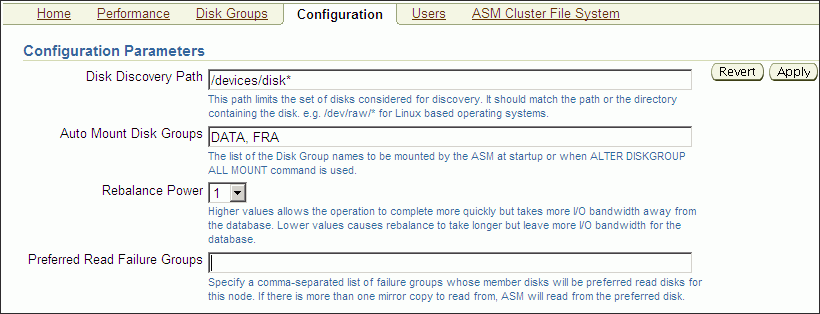 Home Performance Disk Groups Configuration Users ASM Cluster File System
Configuration Parameters
Revert Apply
Disk Discovery Path /devices/disk*
This path limits the set of disks considered for discovery. It should match the path or the directory
containing the disk. e.g. /dev/raw/* for Linux based operating systems.
Auto Mount Disk Groups DATA, FRA
The list of the Disk Group names to be mounted by the ASM at startup or when ALTER DISKGROUP
ALL MOUNT command is used.
Rebalance Power 1
Higher values allows the operation to complete more quickly but takes more I/O bandwidth away from
the database. Lower values causes rebalance to take longer but leave more I/O bandwidth for the
database.
Preferred Read Failure Groups
Specify a comma-separated list of failure groups whose member disks will be preferred read disks for
this node. If there is more than one mirror copy to read from, ASM will read from the preferred disk.